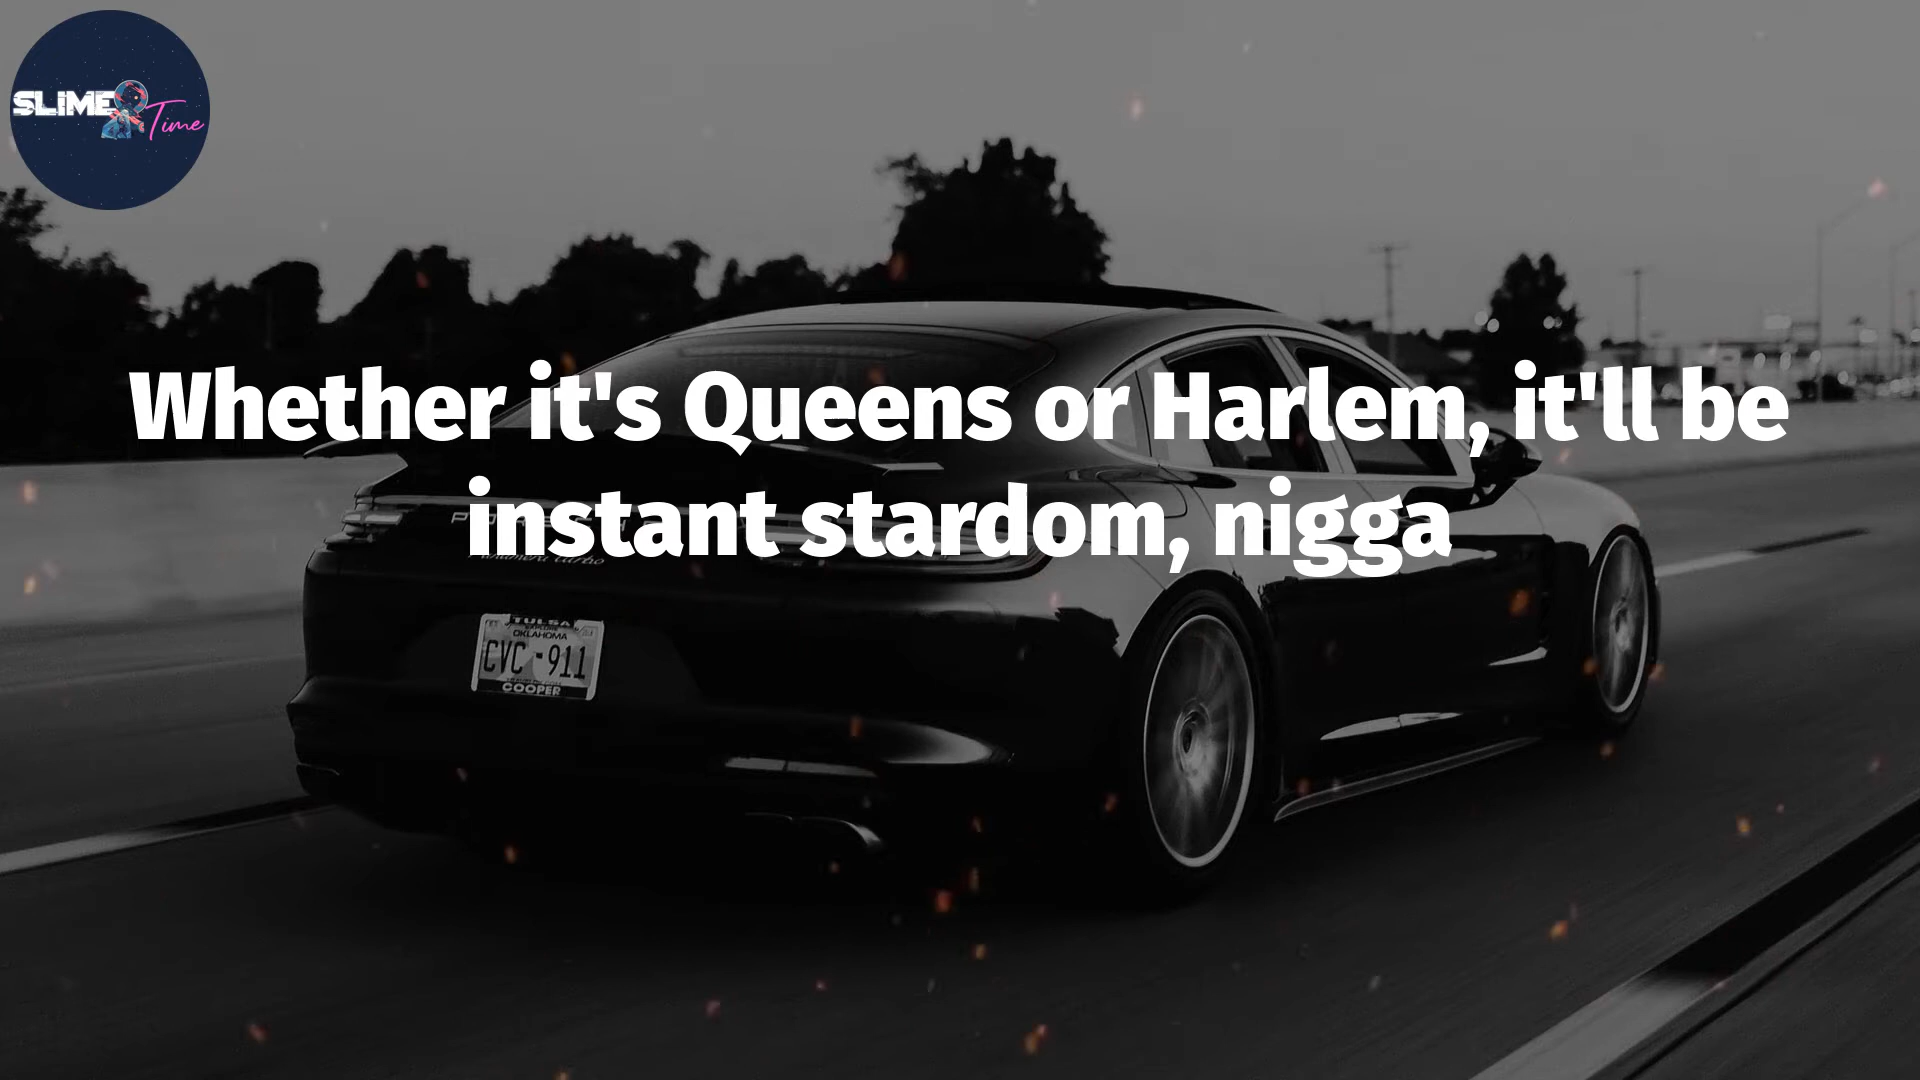 SLIME
Time
Whether it's Queens or Harlem, it'll be
instant stardom, nigga
TULSA
OKLAHOMA
CVC-911
COOPER